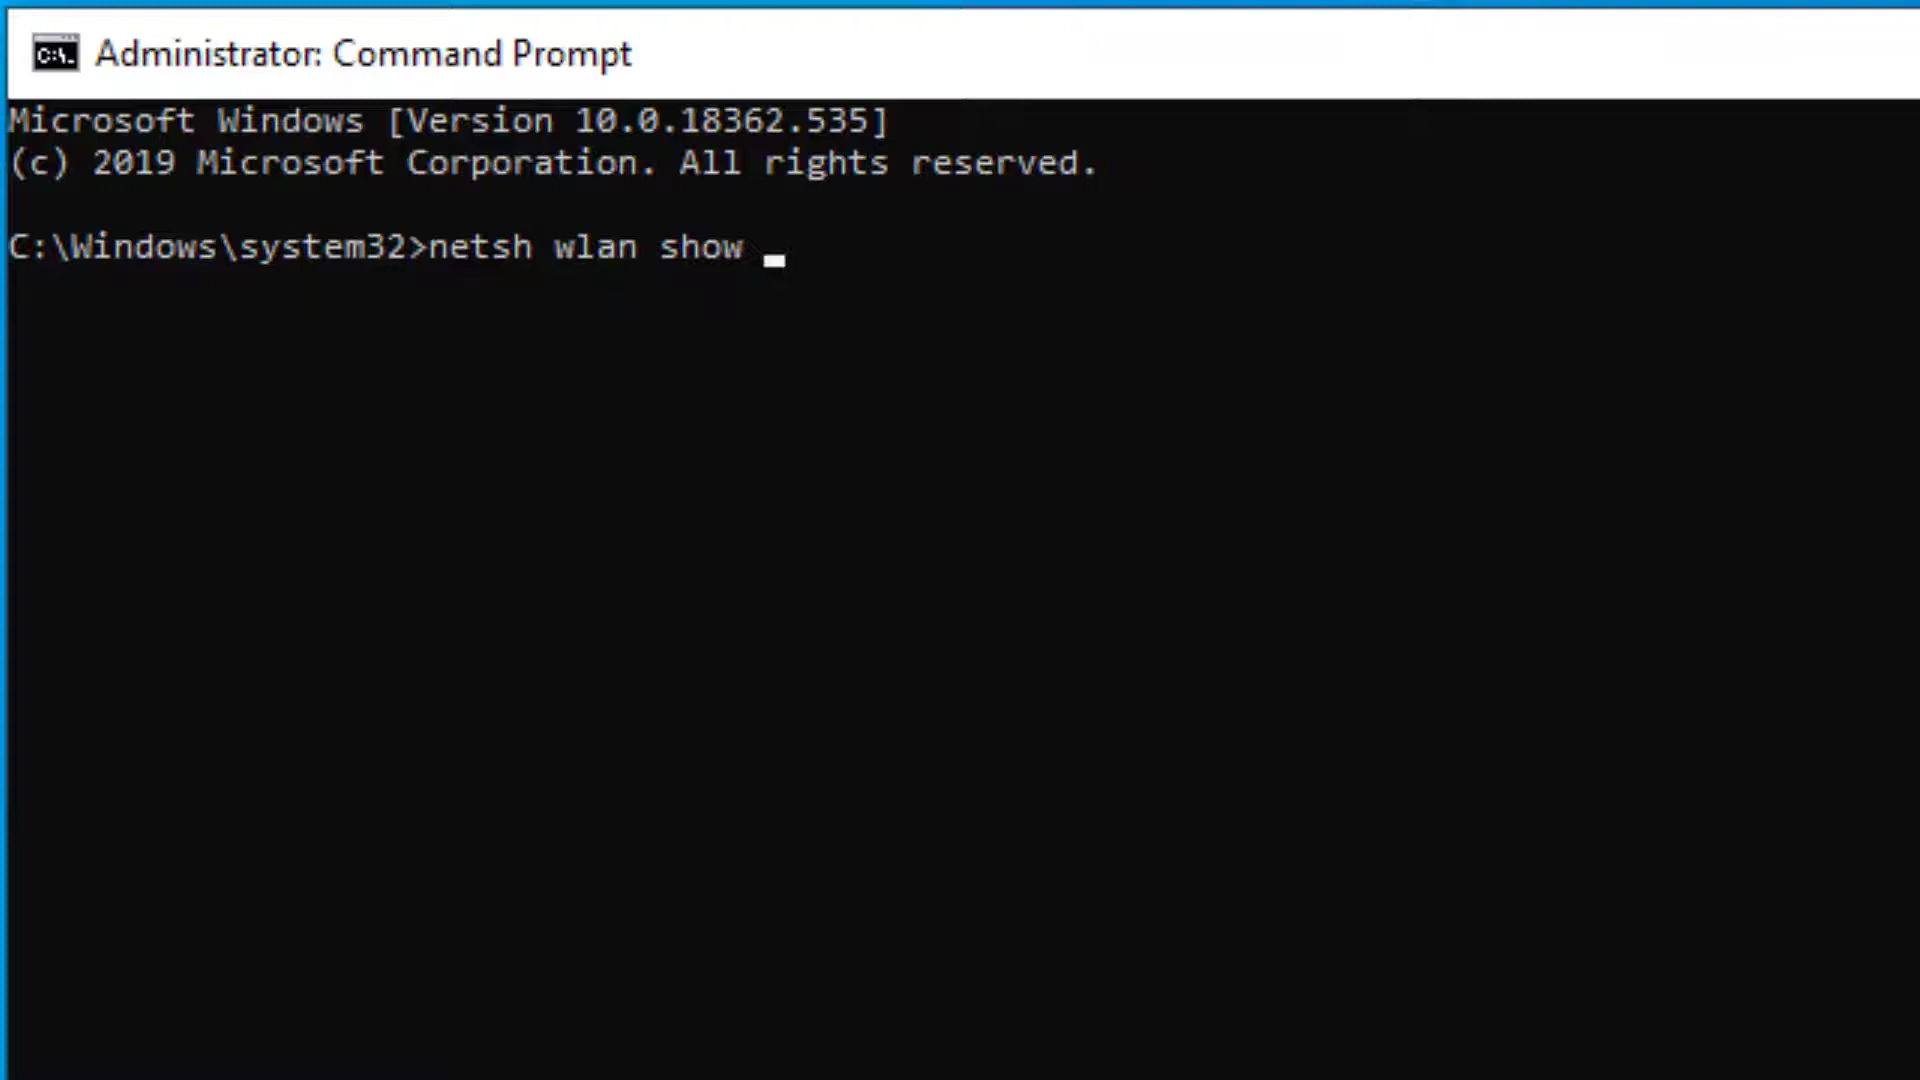 C:\.
Administrator: Command Prompt
Microsoft Windows [Version 10.0.18362.535]
(c) 2019 Microsoft Corporation. All rights reserved.
C:\Windows\system32>netsh wlan show